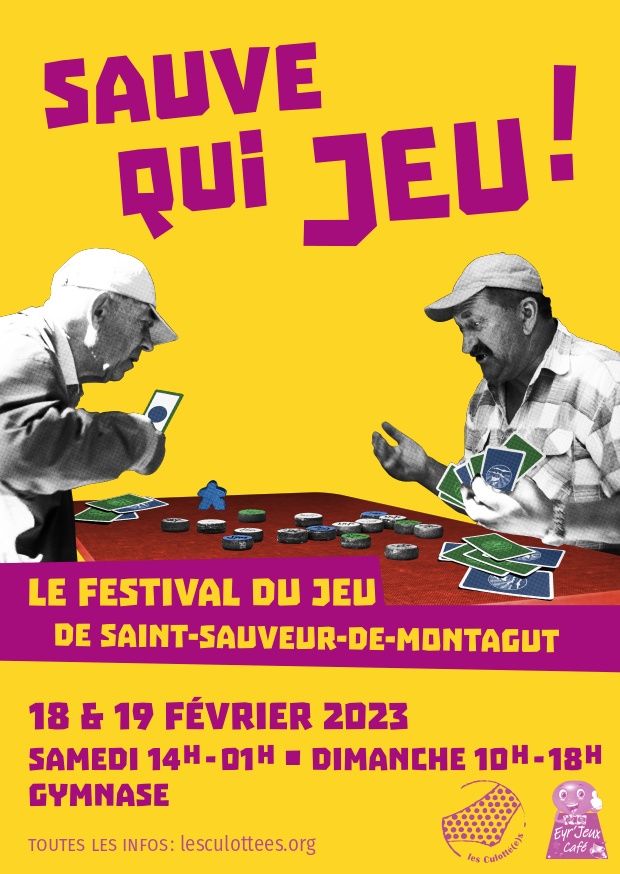 SAUVE
QUi JEU !
LE FESTIVAL DU JEU
DE SAINT-SAUVEUR-DE-MONTAGUT
18 & 19 FÉVRIER 2023
SAMEDI 14H-01H ▪ DIMANCHE 10H-18H
GYMNASE
TOUTES LES INFOS : lesculottees.org
les Culotté(e)s
Eyr'Jeux
Café